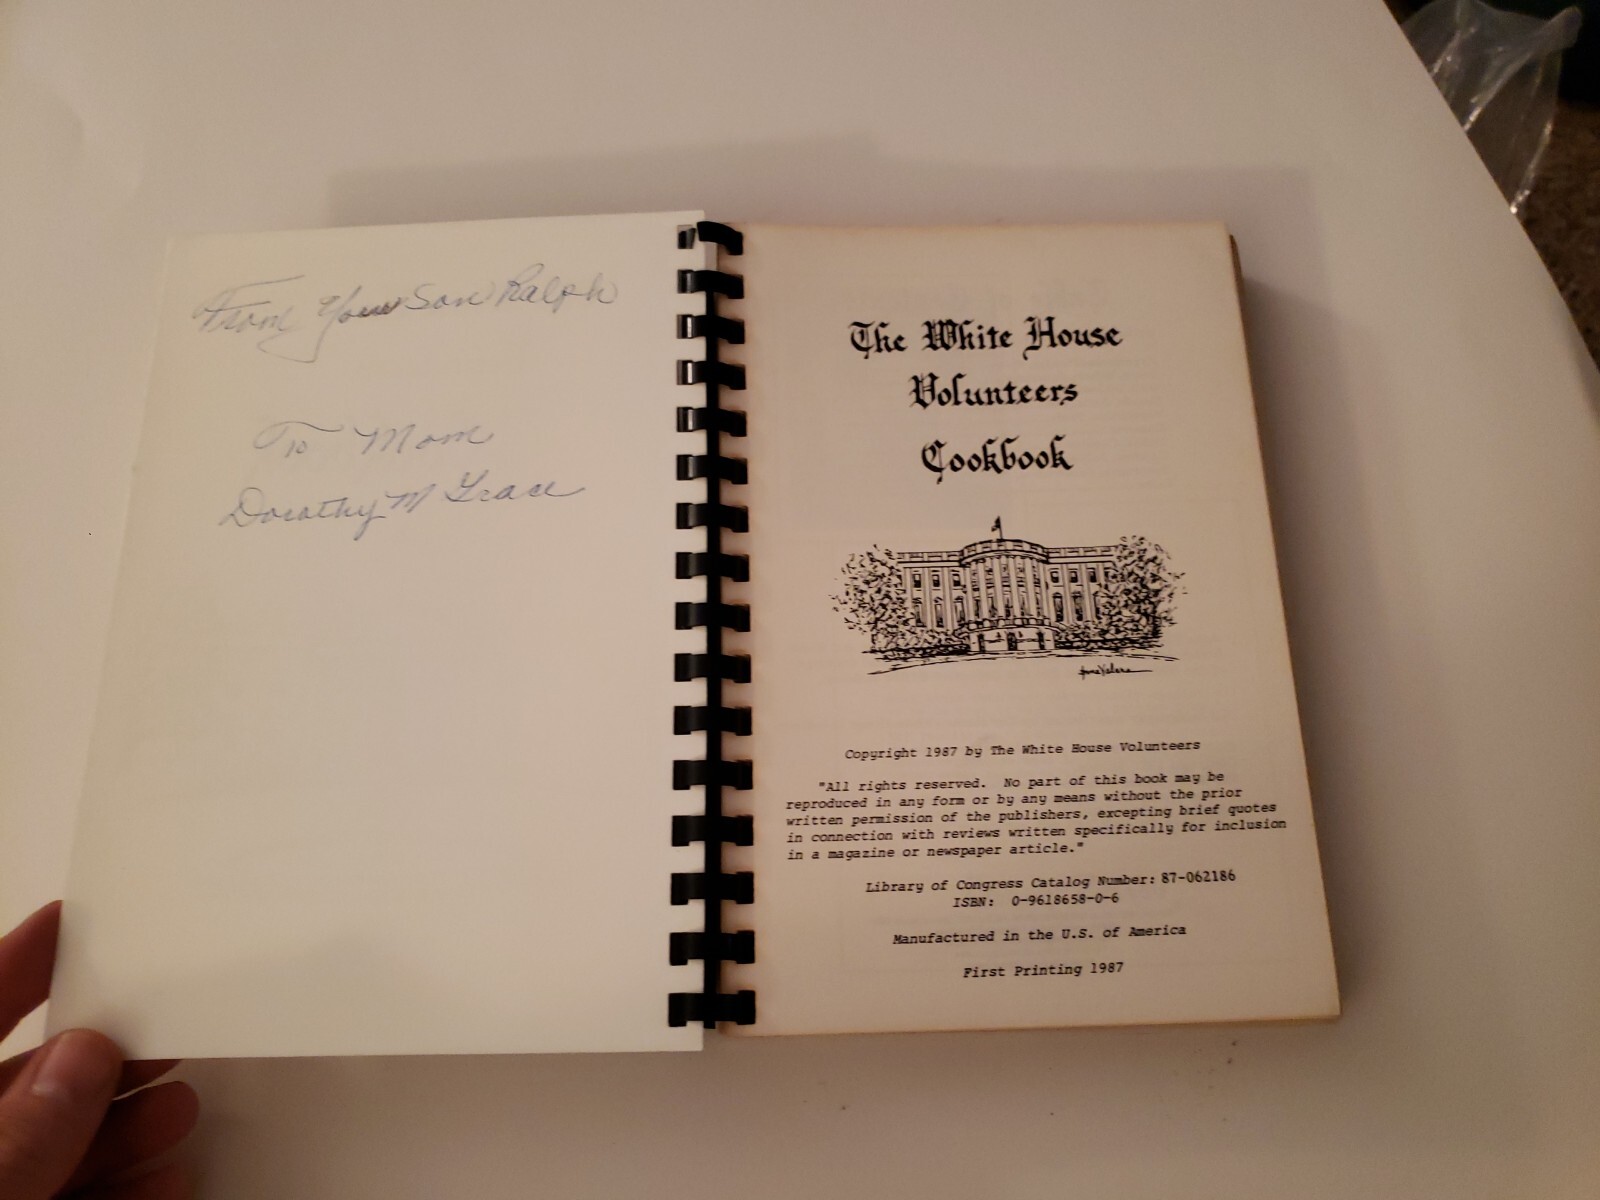 From Your Son Ralph
To Mom
Dorothy M Grace
The White House
Volunteers
Cookbook
Copyright 1987 by The White House Volunteers
"All rights reserved. No part of this book may be
reproduced in any form or by any means without the prior
written permission of the publishers, excepting brief quotes
in connection with reviews written specifically for inclusion
in a magazine or newspaper article."
Library of Congress Catalog Number: 87-062186
ISBN: 0-9618658-0-6
Manufactured in the U.S. of America
First Printing 1987